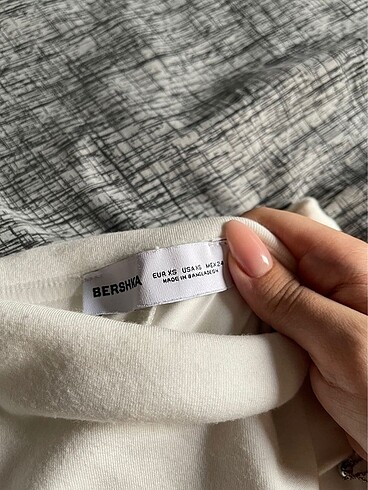 BERSHKA
EUR XS USA XS MEX 24
MADE IN BANGLADESH